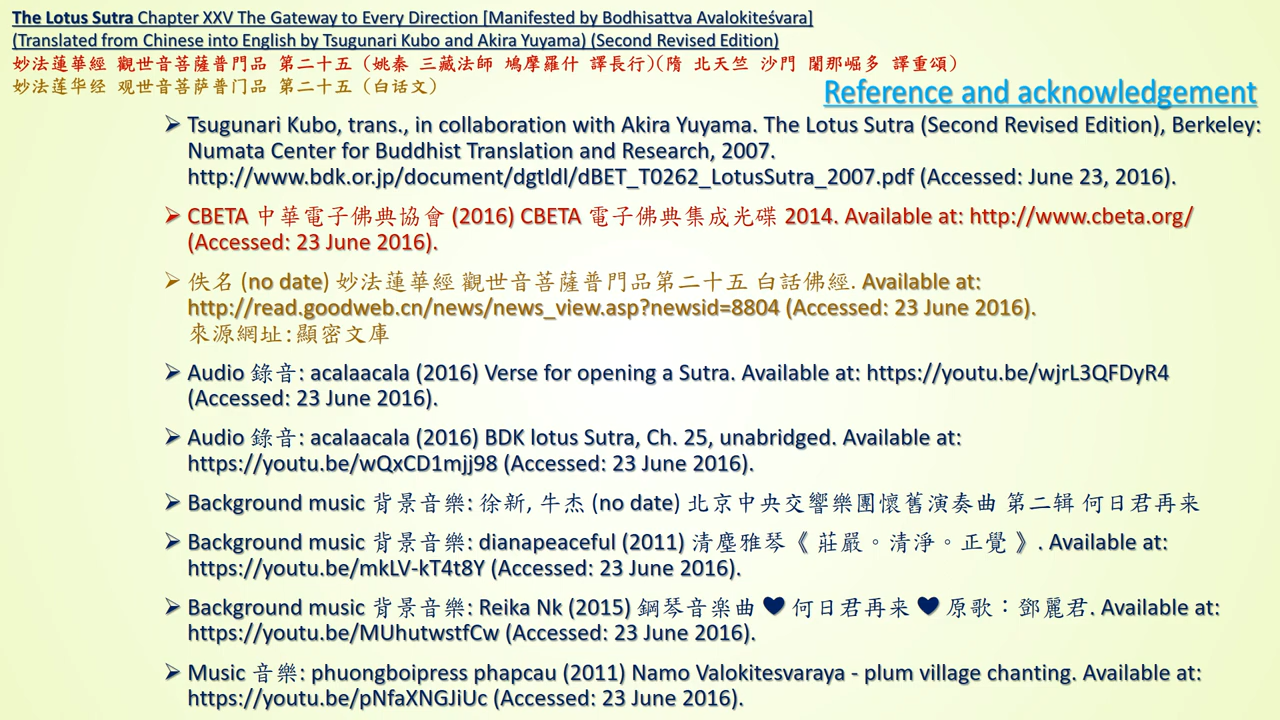 The Lotus Sutra Chapter XXV The Gateway to Every Direction [Manifested by Bodhisattva Avalokiteśvara]
(Translated from Chinese into English by Tsugunari Kubo and Akira Yuyama) (Second Revised Edition)
妙法蓮華經 觀世音菩薩普門品 第二十五 (姚秦 三藏法師 鳩摩羅什 譯長行)(隋 北天竺 沙門 闍那崛多 譯重頌)
妙法莲华经 观世音菩萨普门品 第二十五 (白话文)
Reference and acknowledgement
➢ Tsugunari Kubo, trans., in collaboration with Akira Yuyama. The Lotus Sutra (Second Revised Edition), Berkeley:
Numata Center for Buddhist Translation and Research, 2007.
http://www.bdk.or.jp/document/dgtldl/dBET_T0262_LotusSutra_2007.pdf (Accessed: June 23, 2016).
➢ CBETA 中華電子佛典協會 (2016) CBETA 電子佛典集成光碟 2014. Available at: http://www.cbeta.org/
(Accessed: 23 June 2016).
➢ 佚名 (no date) 妙法蓮華經 觀世音菩薩普門品第二十五 白話佛經. Available at:
http://read.goodweb.cn/news/news_view.asp?newsid=8804 (Accessed: 23 June 2016).
來源網址:顯密文庫
➢ Audio 錄音: acalaacala (2016) Verse for opening a Sutra. Available at: https://youtu.be/wjrL3QFDyR4
(Accessed: 23 June 2016).
➢ Audio 錄音: acalaacala (2016) BDK lotus Sutra, Ch. 25, unabridged. Available at:
https://youtu.be/wQxCD1mjj98 (Accessed: 23 June 2016).
➢ Background music 背景音樂: 徐新, 牛杰 (no date) 北京中央交響樂團懷舊演奏曲 第二辑 何日君再来
➢ Background music 背景音樂: dianapeaceful (2011) 清塵雅琴《 莊嚴。清淨。正覺 》. Available at:
https://youtu.be/mkLV-kT4t8Y (Accessed: 23 June 2016).
➢ Background music 背景音樂: Reika Nk (2015) 鋼琴音楽曲 ♥ 何日君再来 ♥ 原歌：鄧麗君. Available at:
https://youtu.be/MUhutwstfCw (Accessed: 23 June 2016).
➢ Music 音樂: phuongboipress phapcau (2011) Namo Valokitesvaraya - plum village chanting. Available at:
https://youtu.be/pNfaXNGJiUc (Accessed: 23 June 2016).